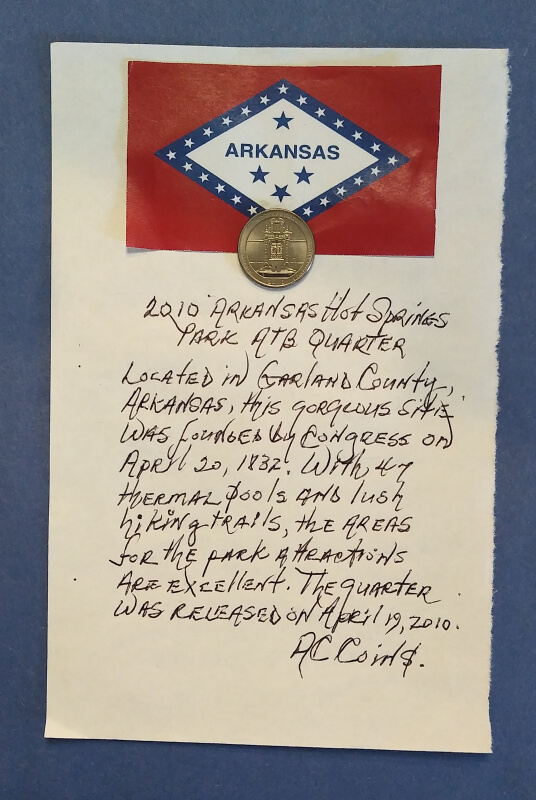 ARKANSAS
2010 ARKANSAS Hot Springs
PARK ATB QUARTER
LOCATED in GARLAND County,
ARKANSAS, this gorgeous site
WAS founded by Congress on
April 20, 1832. With 47
thermal pools and lush
hiking trails, the AREAS
for the park attractions
ARE EXCELLENT. The QUARTER
WAS RELEASED ON April 19, 2010.
AC Coin$.